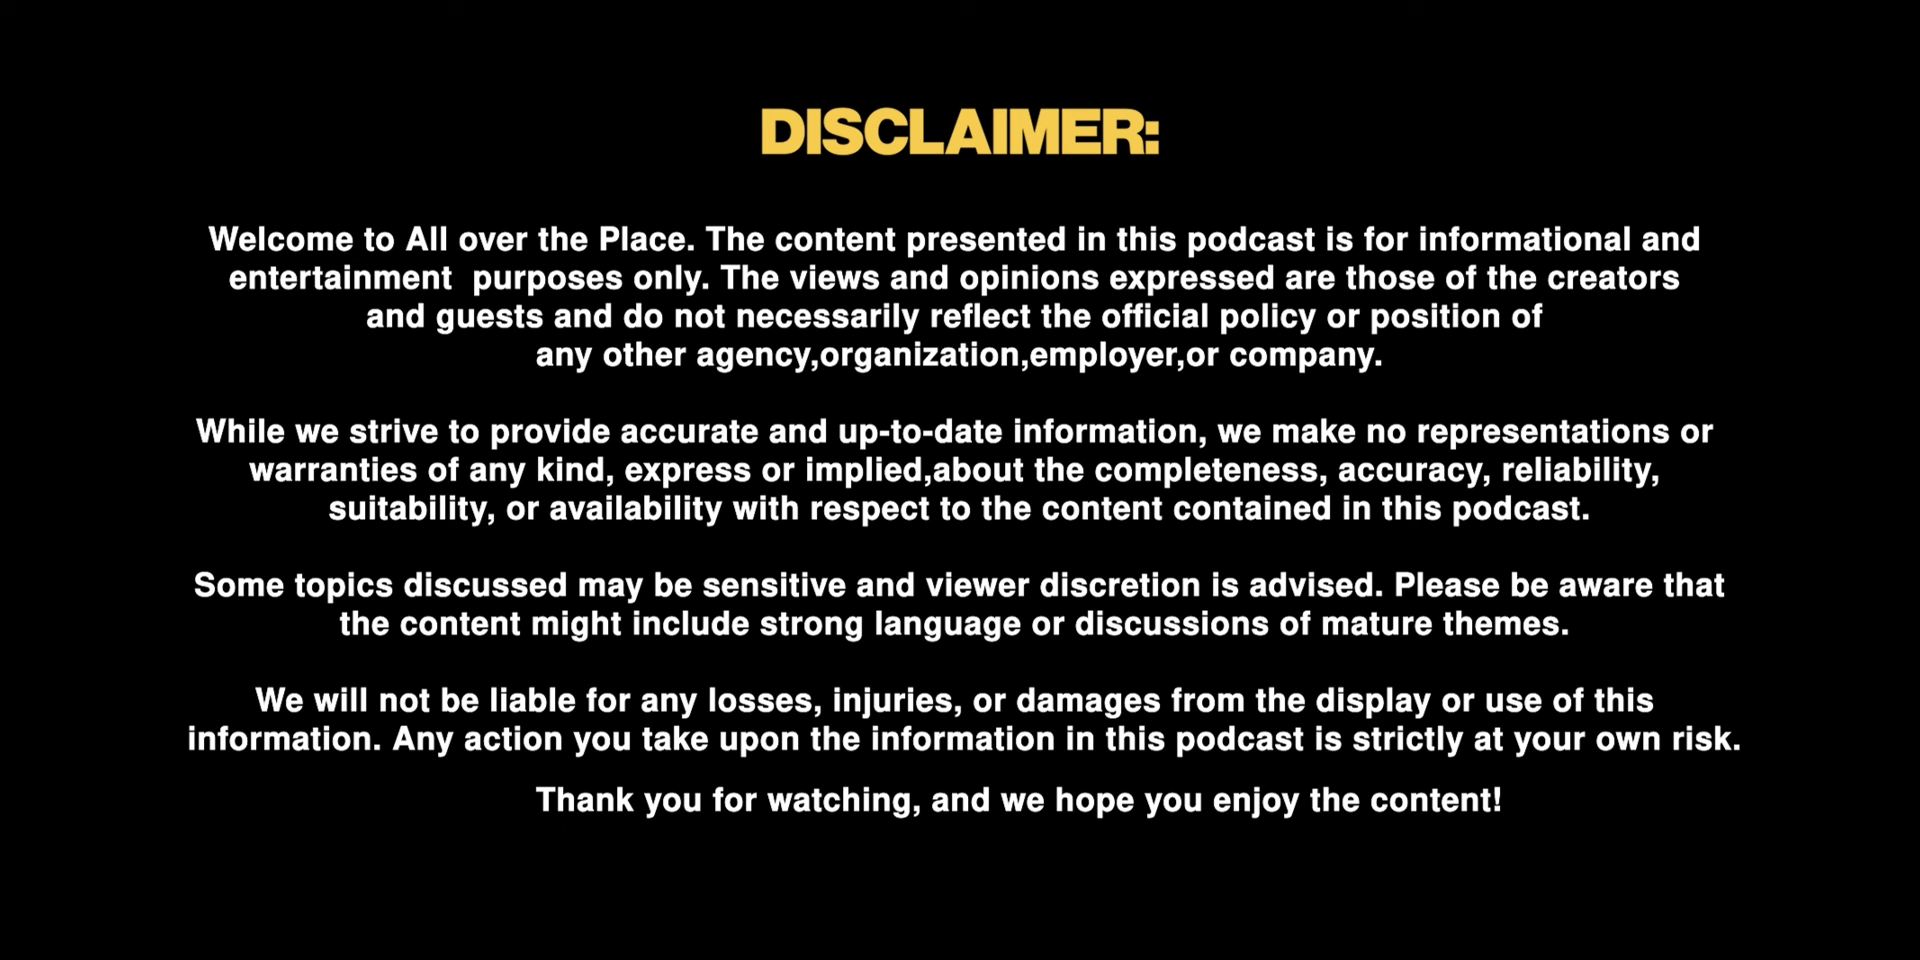 DISCLAIMER:
Welcome to All over the Place. The content presented in this podcast is for informational and
entertainment  purposes only. The views and opinions expressed are those of the creators
and guests and do not necessarily reflect the official policy or position of
any other agency,organization,employer,or company.
While we strive to provide accurate and up-to-date information, we make no representations or
warranties of any kind, express or implied,about the completeness, accuracy, reliability,
suitability, or availability with respect to the content contained in this podcast.
Some topics discussed may be sensitive and viewer discretion is advised. Please be aware that
the content might include strong language or discussions of mature themes.
We will not be liable for any losses, injuries, or damages from the display or use of this
information. Any action you take upon the information in this podcast is strictly at your own risk.
Thank you for watching, and we hope you enjoy the content!